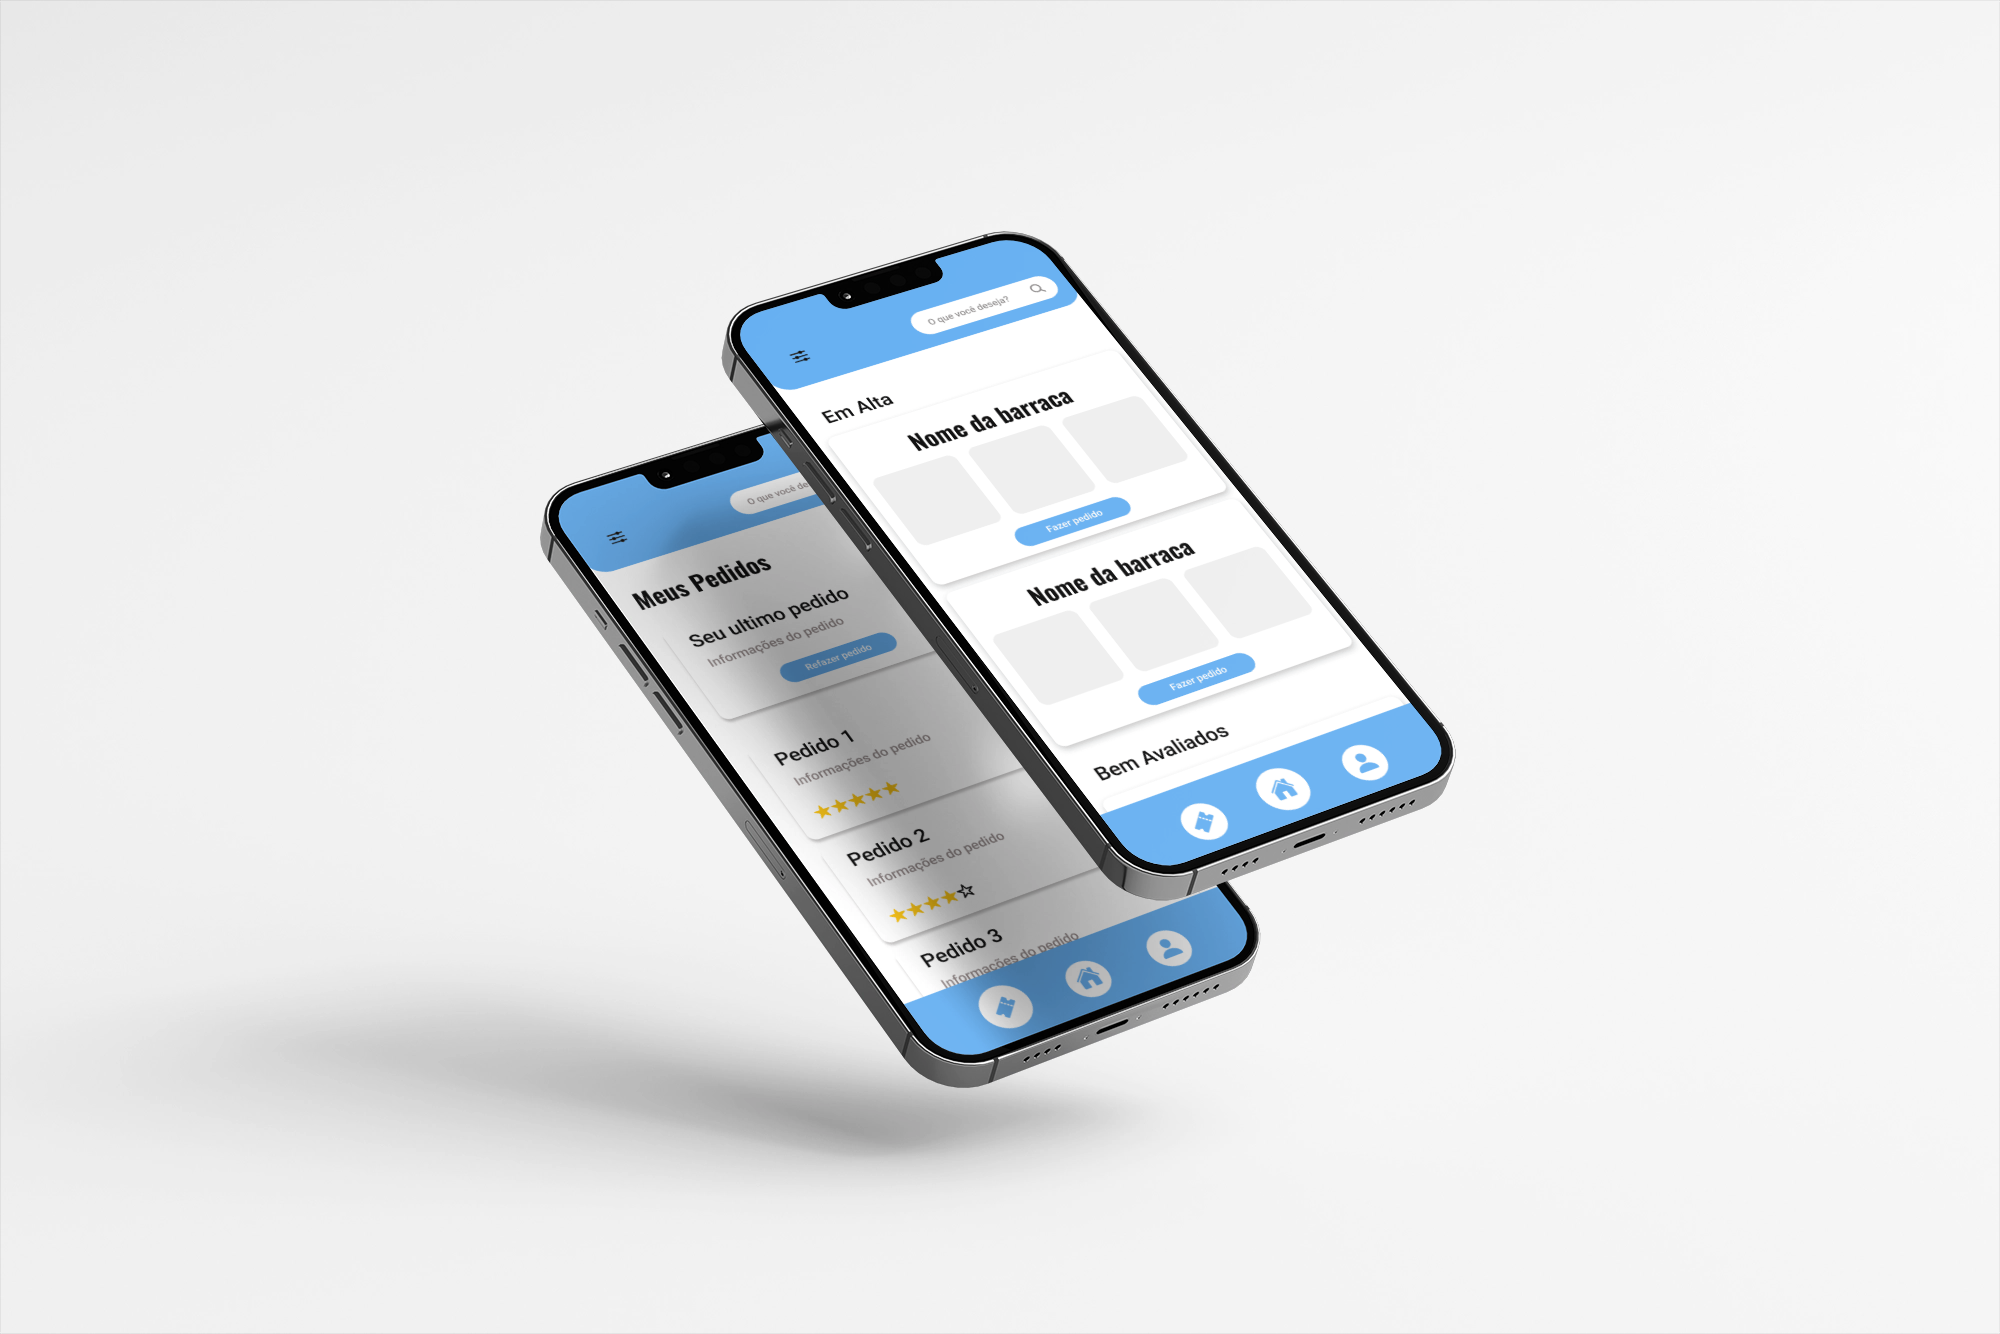 O que você deseja?
Em Alta
Nome da barraca
Fazer pedido
Nome da barraca
Fazer pedido
Bem Avaliados
O que você de
Meus Pedidos
Seu ultimo pedido
Informações do pedido
Refazer pedido
Pedido 1
Informações do pedido
Pedido 2
Informações do pedido
Pedido 3
Informações do pedido